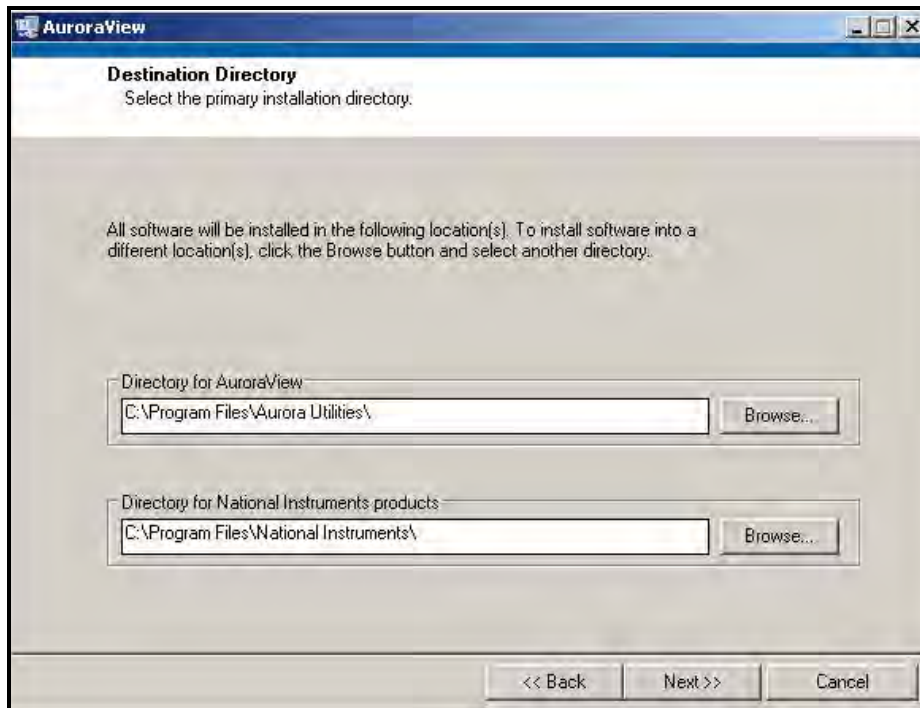 AuroraView
Destination Directory
Select the primary installation directory.
All software will be installed in the following location(s). To install software into a
different location(s), click the Browse button and select another directory.
Directory for AuroraView
C:\Program Files\Aurora Utilities\
Browse...
Directory for National Instruments products
C:\Program Files\National Instruments\
Browse...
<< Back
Next >>
Cancel